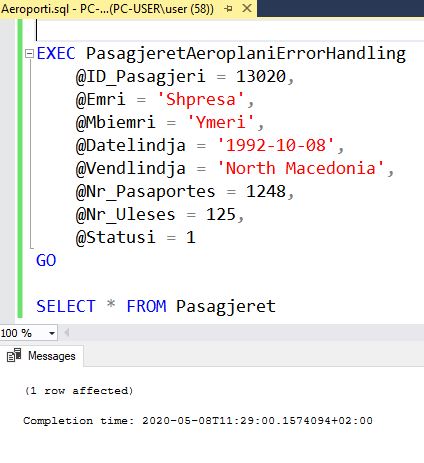 Aeroporti.sql - PC-...(PC-USER\user (58))
EXEC PasagjeretAeroplaniErrorHandling
@ID_Pasagjeri = 13020,
@Emri = 'Shpresa',
@Mbiemri = 'Ymeri',
@Datelindja = '1992-10-08',
@Vendlindja = 'North Macedonia',
@Nr_Pasaportes = 1248,
@Nr_Uleses = 125,
@Statusi = 1
GO
SELECT * FROM Pasagjeret
100 %
Messages
(1 row affected)
Completion time: 2020-05-08T11:29:00.1574094+02:00